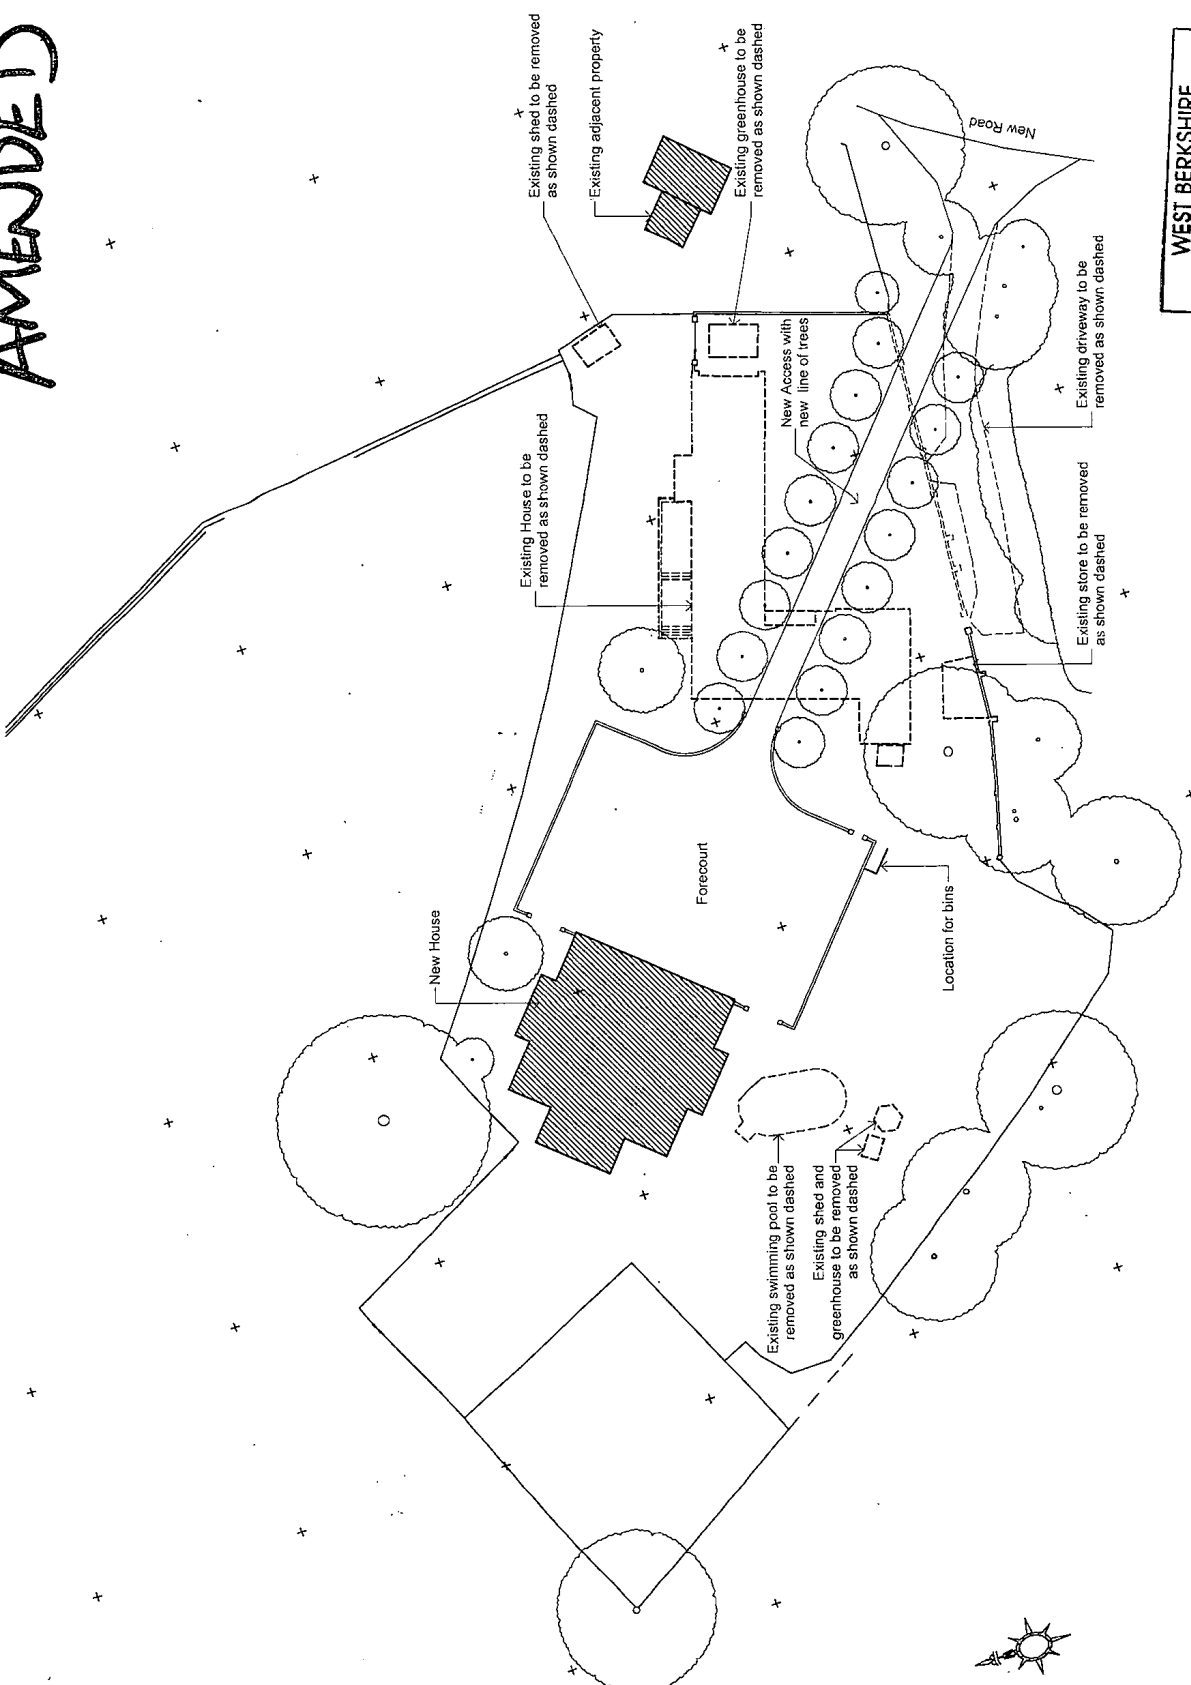 AMENDED
Existing shed to be removed
as shown dashed
Existing adjacent property
Existing greenhouse to be
removed as shown dashed
New Road
WEST BERKSHIRE
Existing House to be
removed as shown dashed
New Access with
new line of trees
Existing driveway to be
removed as shown dashed
Existing store to be removed
as shown dashed
New House
Forecourt
Location for bins
Existing swimming pool to be
removed as shown dashed
Existing shed and
greenhouse to be removed
as shown dashed